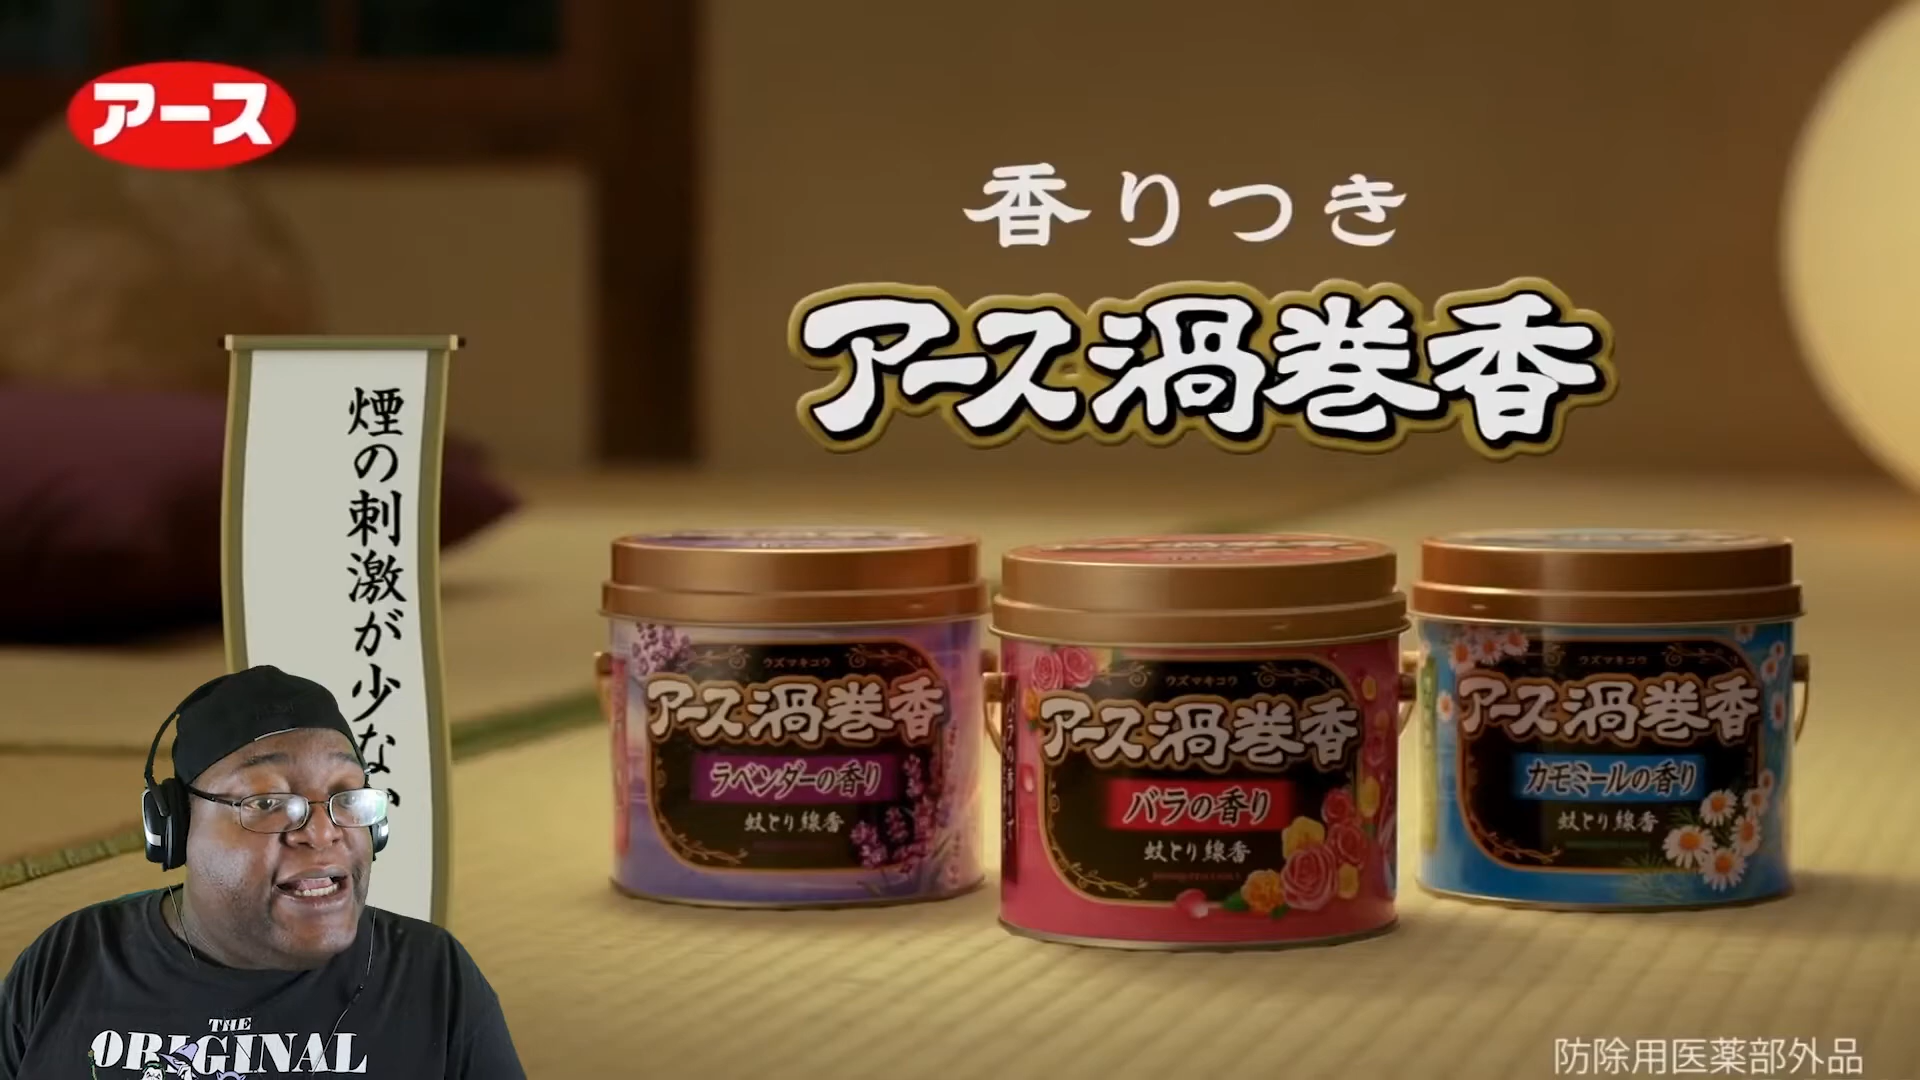 アース
香りつき
アース渦巻香
煙の刺激が少な
ウズマキコウ
アース渦巻香
ラベンダーの香り
蚊とり線香
ウズマキコウ
アース渦巻香
バラの香り
蚊とり線香
ウズマキコウ
アース渦巻香
カモミールの香り
蚊とり線香
THE
ORIGINAL
防除用医薬部外品